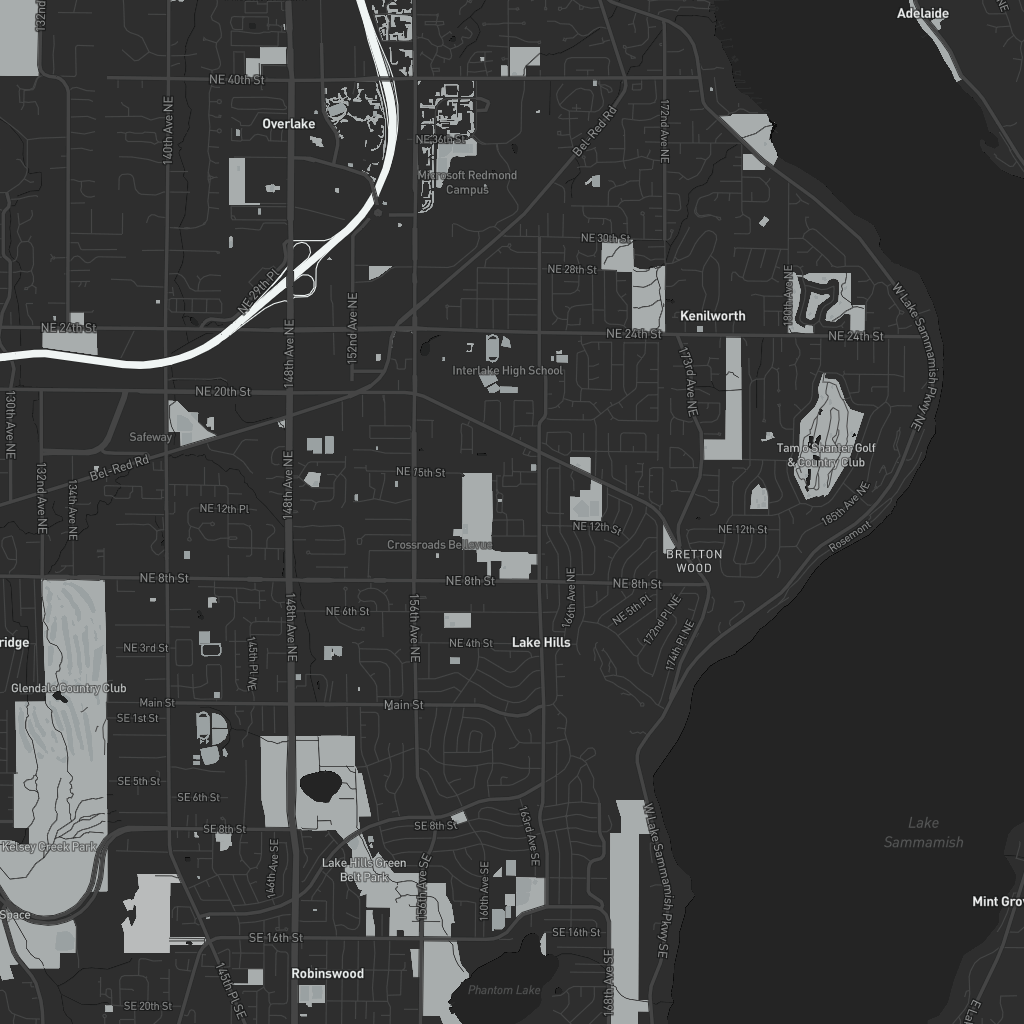 Adelaide
132nd
NE
NE 40th St
140th Ave NE
Overlake
NE 36th St
Bel-Red Rd
172nd Ave NE
Microsoft Redmond
Campus
NE 30th St
NE 28th St
NE 29th Pl
180th Ave NE
W Lake Sammamish Pkwy NE
Kenilworth
NE 24th St
NE 24th St
NE 24th St
148th Ave NE
152nd Ave NE
Interlake High School
173rd Ave NE
130th Ave NE
NE 20th St
Safeway
Bel-Red Rd
Tam o'Shanter Golf
& Country Club
132nd Ave NE
134th Ave NE
148th Ave NE
NE 15th St
NE 12th Pl
185th Ave NE
NE 12th St
NE 12th St
Rosemont
Crossroads Bellevue
BRETTON
WOOD
NE 8th St
NE 8th St
NE 8th St
148th Ave NE
NE 6th St
156th Ave NE
166th Ave NE
NE 5th Pl
172nd Pl NE
174th Pl NE
ridge
NE 3rd St
145th Pl NE
NE 4th St
Lake Hills
Glendale Country Club
Main St
Main St
SE 1st St
SE 5th St
SE 6th St
SE 8th St
SE 8th St
163rd Ave SE
W Lake Sammamish Pkwy SE
Lake
Sammamish
Kelsey Creek Park
146th Ave SE
Lake Hills Green
Belt Park
156th Ave SE
160th Ave SE
Mint Grov
Space
SE 16th St
SE 16th St
145th Pl SE
Robinswood
Phantom Lake
168th Ave SE
SE 20th St
E La